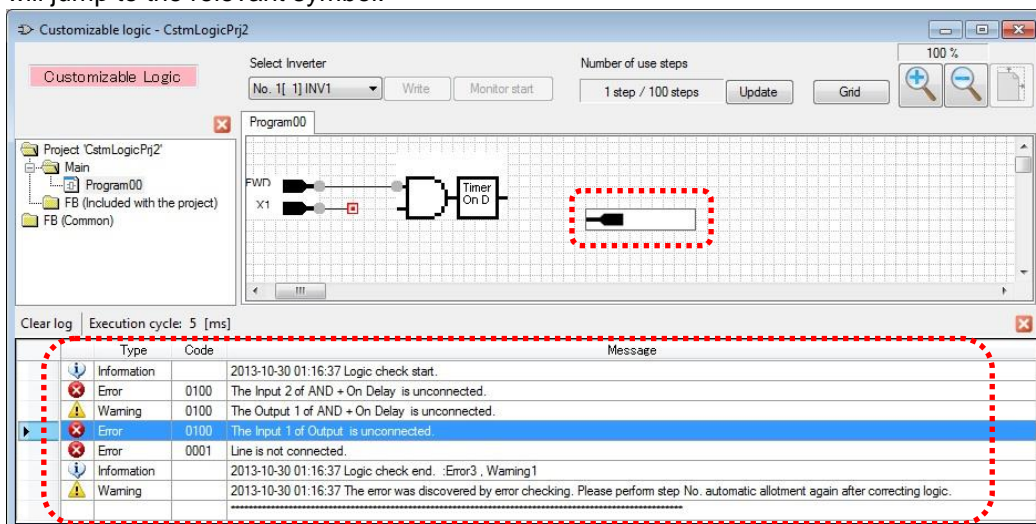 will jump to the relevant symbol.
Customizable logic - CstmLogicPrj2
Customizable Logic
Select Inverter
Number of use steps
100 %
No. 1[ 1] INV1
Write
Monitor start
1 step / 100 steps
Update
Grid
Program00
Project 'CstmLogicPrj2'
Main
Program00
FB (Included with the project)
FB (Common)
FWD
X1
Timer
On D
Clear log
Execution cycle: 5 [ms]
Type Code Message
Information 2013-10-30 01:16:37 Logic check start.
Error 0100 The Input 2 of AND + On Delay is unconnected.
Warning 0100 The Output 1 of AND + On Delay is unconnected.
Error 0100 The Input 1 of Output is unconnected.
Error 0001 Line is not connected.
Information 2013-10-30 01:16:37 Logic check end. :Error3 , Warning1
Warning 2013-10-30 01:16:37 The error was discovered by error checking. Please perform step No. automatic allotment again after correcting logic.